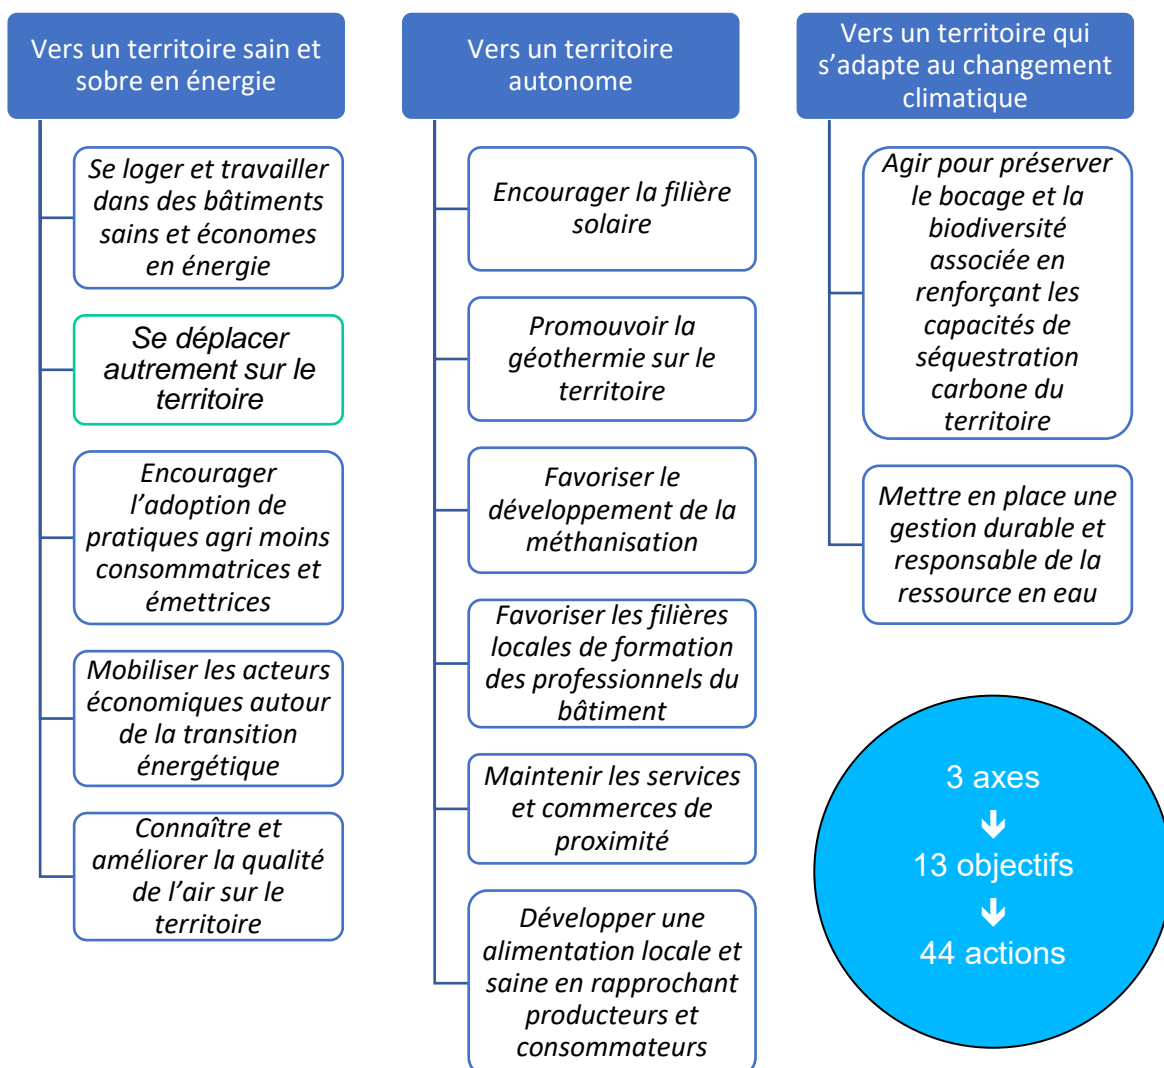 Vers un territoire sain et
sobre en énergie
Se loger et travailler
dans des bâtiments
sains et économes
en énergie
Se déplacer
autrement sur le
territoire
Encourager
l’adoption de
pratiques agri moins
consommatrices et
émettrices
Mobiliser les acteurs
économiques autour
de la transition
énergétique
Connaître et
améliorer la qualité
de l’air sur le
territoire
Vers un territoire
autonome
Encourager la filière
solaire
Promouvoir la
géothermie sur le
territoire
Favoriser le
développement de la
méthanisation
Favoriser les filières
locales de formation
des professionnels du
bâtiment
Maintenir les services
et commerces de
proximité
Développer une
alimentation locale et
saine en rapprochant
producteurs et
consommateurs
Vers un territoire qui
s’adapte au changement
climatique
Agir pour préserver
le bocage et la
biodiversité
associée en
renforçant les
capacités de
séquestration
carbone du
territoire
Mettre en place une
gestion durable et
responsable de la
ressource en eau
3 axes
13 objectifs
44 actions